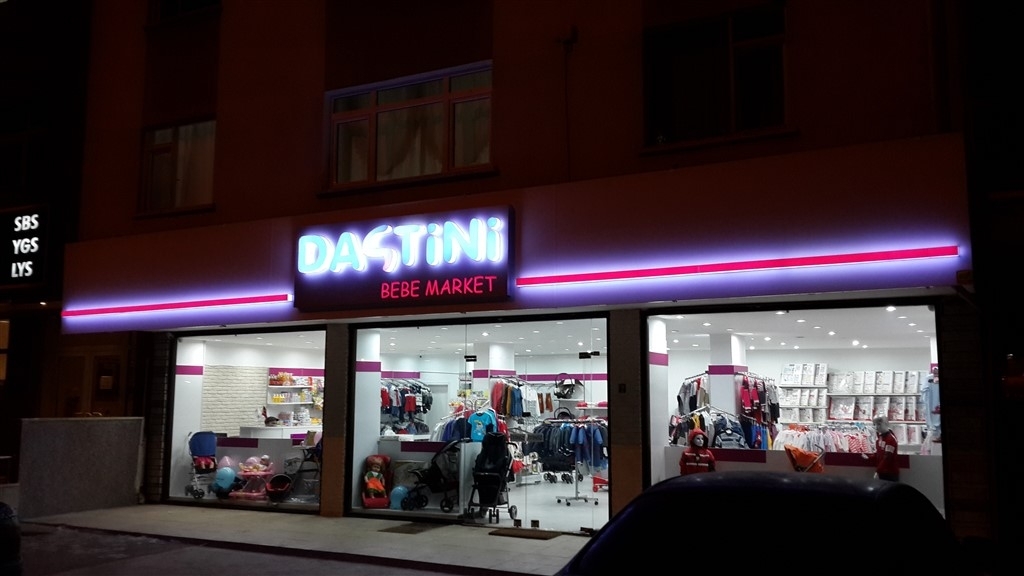 SBS
YGS
LYS
DASTiNi
BEBE MARKET